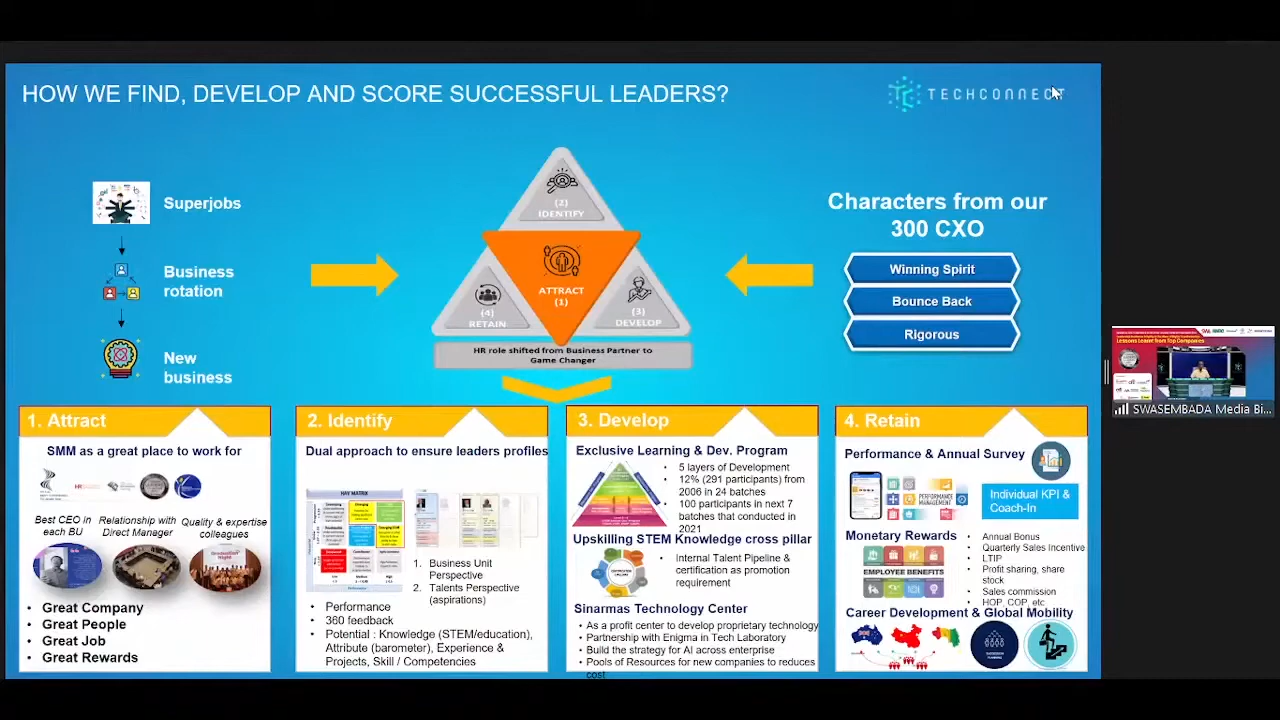 HOW WE FIND, DEVELOP AND SCORE SUCCESSFUL LEADERS?
TECHCONNECT
Superjobs
Business
rotation
New
business
(2)
IDENTIFY
ATTRACT
(1)
(4)
RETAIN
(3)
DEVELOP
HR role shifted from Business Partner to
Game Changer
Characters from our
300 CXO
Winning Spirit
Bounce Back
Rigorous
1. Attract
SMM as a great place to work for
Best CEO in
each BU
Relationship with
Direct Manager
Quality & expertise
colleagues
• Great Company
• Great People
• Great Job
• Great Rewards
2. Identify
Dual approach to ensure leaders profiles
HAY MATRIX
1. Business Unit
Perspective
2. Talents Perspective
(aspirations)
• Performance
• 360 feedback
• Potential : Knowledge (STEM/education),
Attribute (barometer), Experience &
Projects, Skill / Competencies
3. Develop
Exclusive Learning & Dev. Program
• 5 layers of Development
• 12% (291 participants) from
2006 in 24 batches
• 100 participants in next 7
batches that conduted in
2021
Upskilling STEM Knowledge cross pillar
• Internal Talent Pipeline &
certification as promotion
requirement
Sinarmas Technology Center
• As a profit center to develop proprietary technology
• Partnership with Enigma in Tech Laboratory
• Build the strategy for AI across enterprise
• Pools of Resources for new companies to reduces
cost
4. Retain
Performance & Annual Survey
PERFORMANCE
MANAGEMENT
Individual KPI &
Coach-In
Monetary Rewards
EMPLOYEE BENEFITS
• Annual Bonus
• Quarterly Sales Incentive
• LTIP
• Profit sharing, share
stock
• Sales commission
• HOP, COP, etc
Career Development & Global Mobility
Lessons Learnt from Top Companies
SWASEMBADA Media Bi...